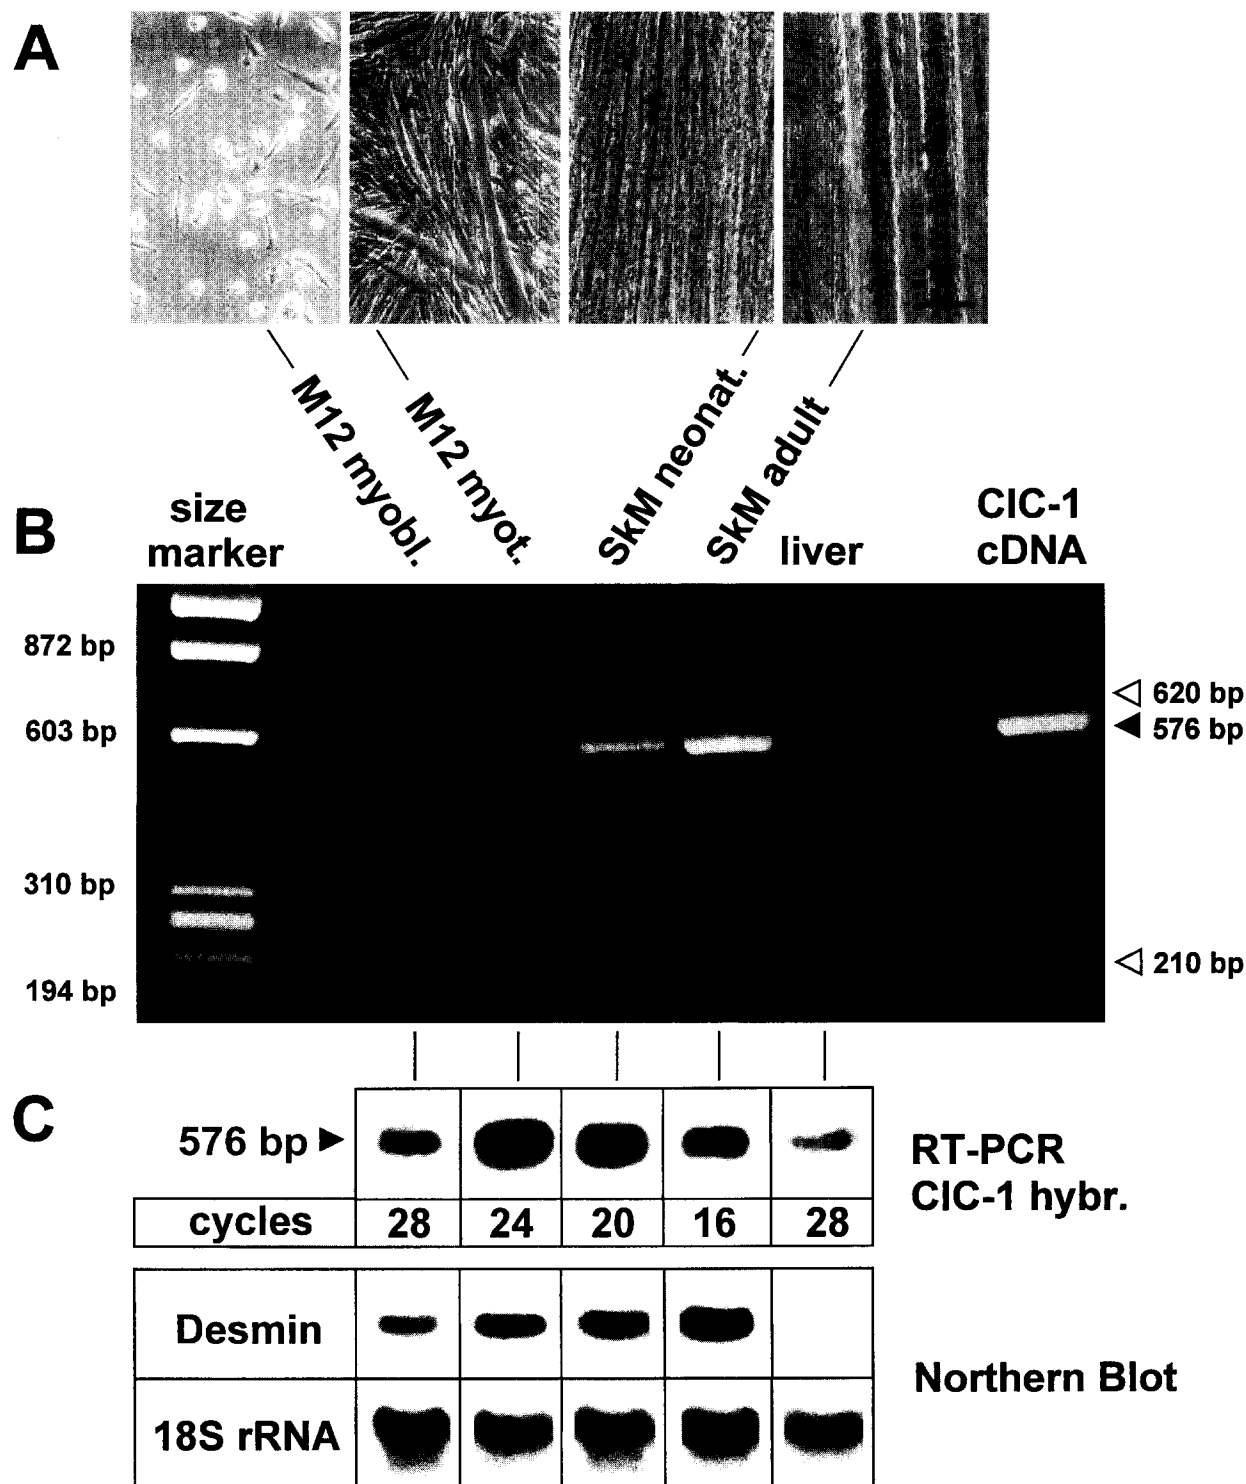 A
M12 myobl.
M12 myot.
SkM neonat.
SkM adult
B
size
marker
liver
ClC-1
cDNA
872 bp
603 bp
310 bp
194 bp
620 bp
576 bp
210 bp
C
576 bp
RT-PCR
ClC-1 hybr.
cycles 28 24 20 16 28
Desmin
Northern Blot
18S rRNA